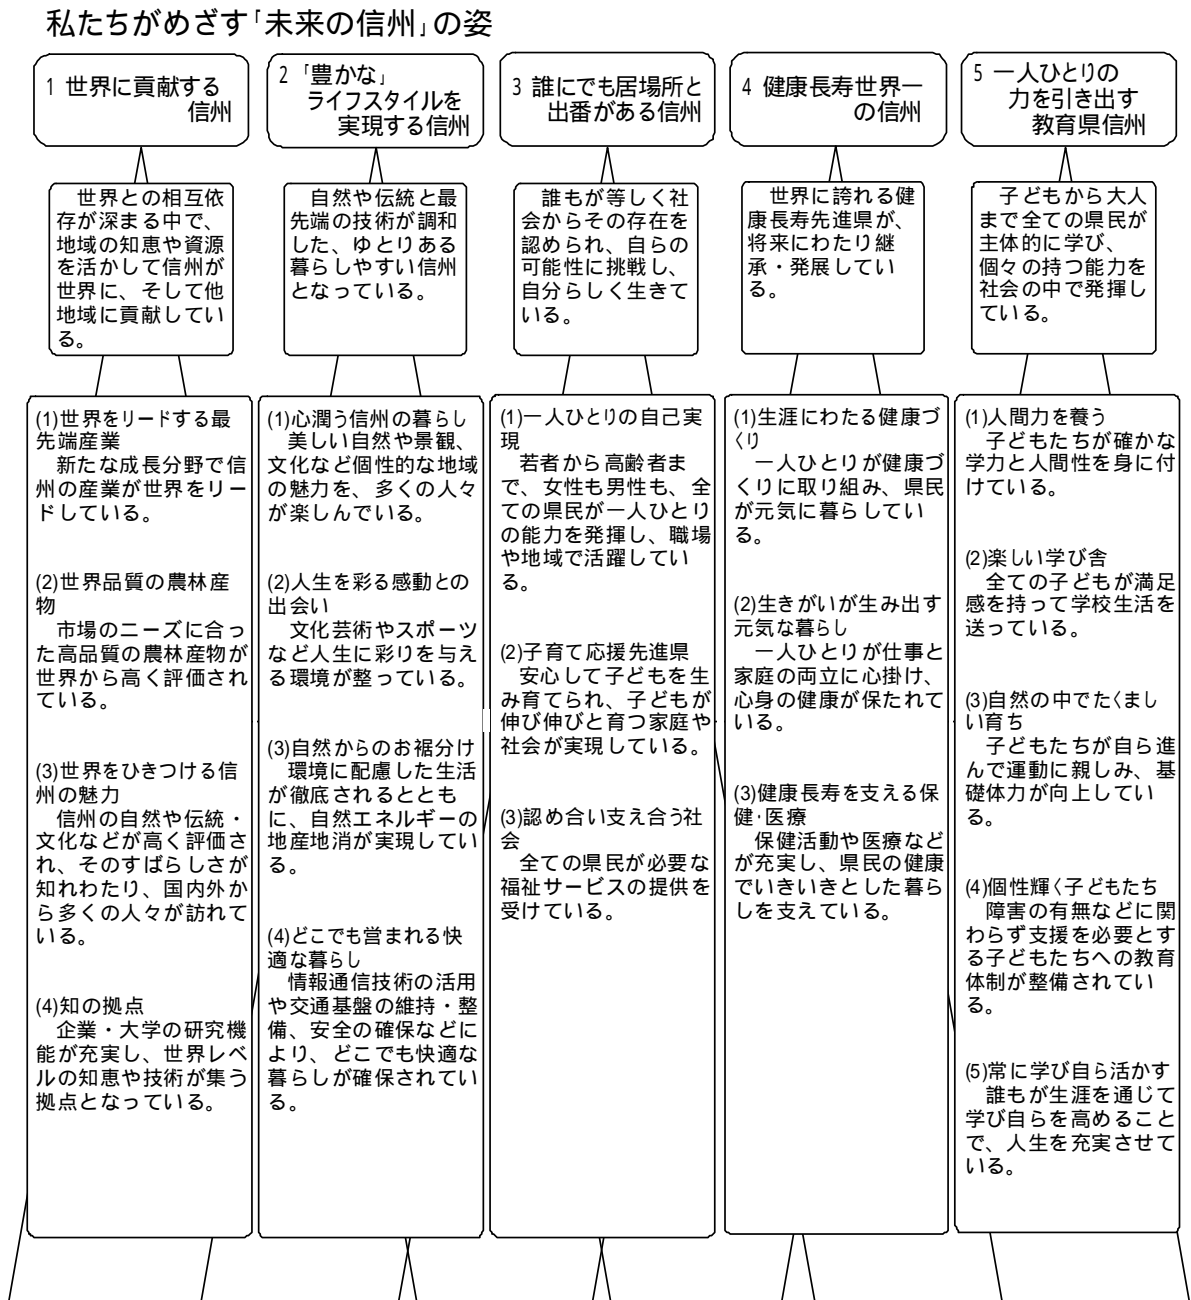 私たちがめざす「未来の信州」の姿
1 世界に貢献する
信州
世界との相互依
存が深まる中で、
地域の知恵や資源
を活かして信州が
世界に、そして他
地域に貢献してい
る。
(1)世界をリードする最
先端産業
新たな成長分野で信
州の産業が世界をリー
ドしている。
(2)世界品質の農林産
物
市場のニーズに合っ
た高品質の農林産物が
世界から高く評価され
ている。
(3)世界をひきつける信
州の魅力
信州の自然や伝統・
文化などが高く評価さ
れ、そのすばらしさが
知れわたり、国内外か
ら多くの人々が訪れて
いる。
(4)知の拠点
企業・大学の研究機
能が充実し、世界レベ
ルの知恵や技術が集う
拠点となっている。
2 「豊かな」
ライフスタイルを
実現する信州
自然や伝統と最
先端の技術が調和
した、ゆとりある
暮らしやすい信州
となっている。
(1)心潤う信州の暮らし
美しい自然や景観、
文化など個性的な地域
の魅力を、多くの人々
が楽しんでいる。
(2)人生を彩る感動との
出会い
文化芸術やスポーツ
など人生に彩りを与え
る環境が整っている。
(3)自然からのお裾分け
環境に配慮した生活
が徹底されるととも
に、自然エネルギーの
地産地消が実現してい
る。
(4)どこでも営まれる快
適な暮らし
情報通信技術の活用
や交通基盤の維持・整
備、安全の確保などに
より、どこでも快適な
暮らしが確保されてい
る。
3 誰にでも居場所と
出番がある信州
誰もが等しく社
会からその存在を
認められ、自らの
可能性に挑戦し、
自分らしく生きて
いる。
(1)一人ひとりの自己実
現
若者から高齢者ま
で、女性も男性も、全
ての県民が一人ひとり
の能力を発揮し、職場
や地域で活躍してい
る。
(2)子育て応援先進県
安心して子どもを生
み育てられ、子どもが
伸び伸びと育つ家庭や
社会が実現している。
(3)認め合い支え合う社
会
全ての県民が必要な
福祉サービスの提供を
受けている。
4 健康長寿世界一
の信州
世界に誇れる健
康長寿先進県が、
将来にわたり継
承・発展してい
る。
(1)生涯にわたる健康づ
くり
一人ひとりが健康づ
くりに取り組み、県民
が元気に暮らしてい
る。
(2)生きがいが生み出す
元気な暮らし
一人ひとりが仕事と
家庭の両立に心掛け、
心身の健康が保たれて
いる。
(3)健康長寿を支える保
健・医療
保健活動や医療など
が充実し、県民の健康
でいきいきとした暮ら
しを支えている。
5 一人ひとりの
力を引き出す
教育県信州
子どもから大人
まで全ての県民が
主体的に学び、
個々の持つ能力を
社会の中で発揮し
ている。
(1)人間力を養う
子どもたちが確かな
学力と人間性を身に付
けている。
(2)楽しい学び舎
全ての子どもが満足
感を持って学校生活を
送っている。
(3)自然の中でたくまし
い育ち
子どもたちが自ら進
んで運動に親しみ、基
礎体力が向上してい
る。
(4)個性輝く子どもたち
障害の有無などに関
わらず支援を必要とす
る子どもたちへの教育
体制が整備されてい
る。
(5)常に学び自ら活かす
誰もが生涯を通じて
学び自らを高めること
で、人生を充実させて
いる。